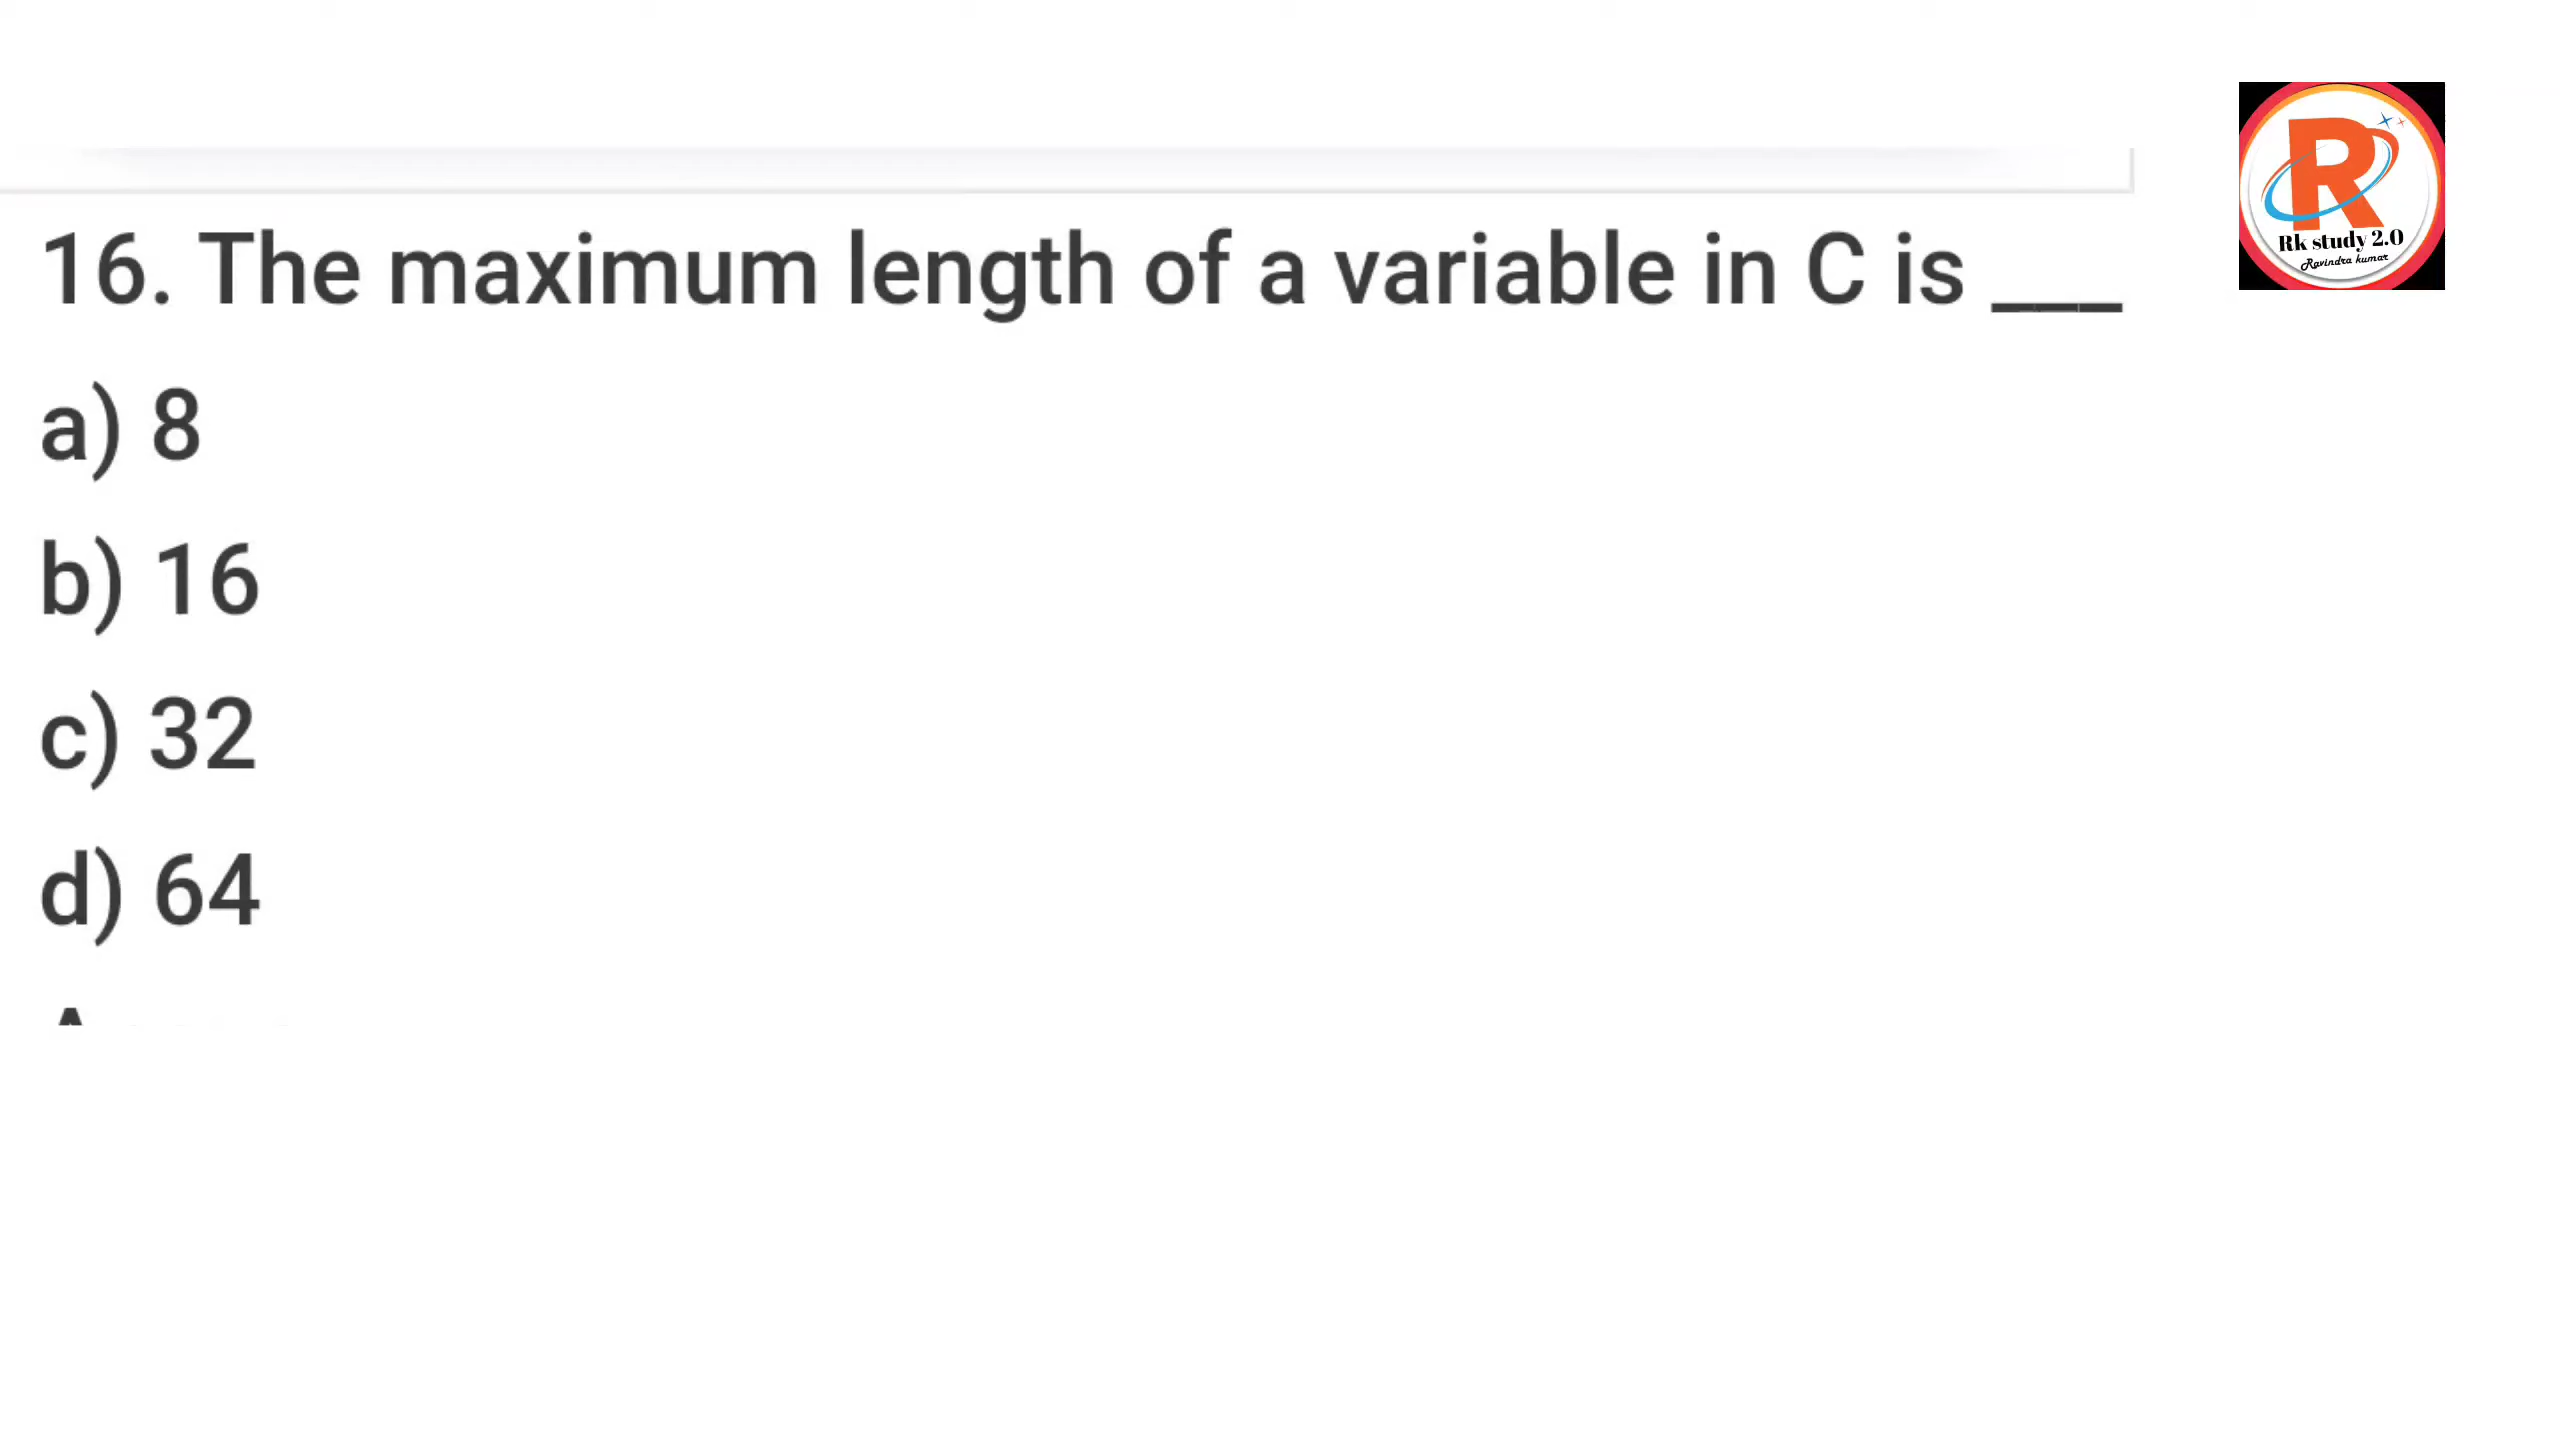 R
Rk study 2.0
Ravindra kumar
16. The maximum length of a variable in C is ___
a) 8
b) 16
c) 32
d) 64